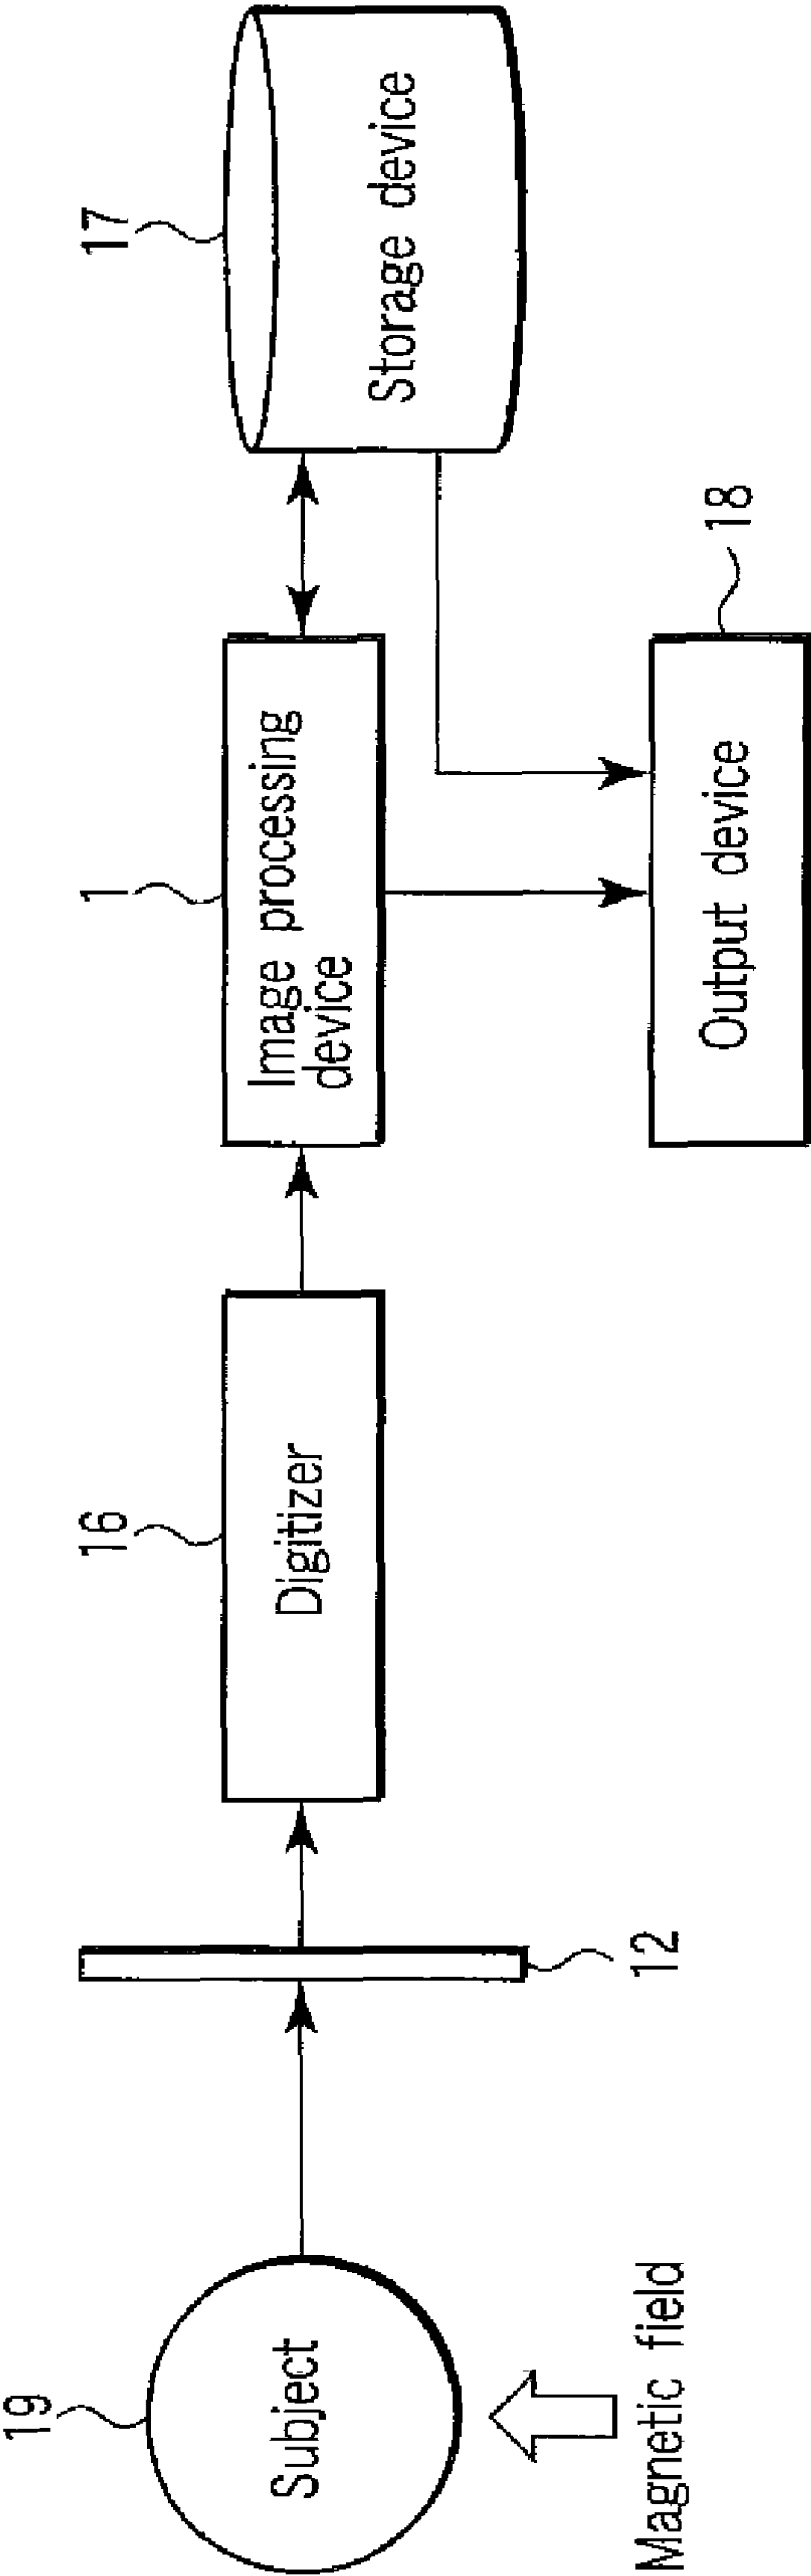 19
Subject
Magnetic field
12
16
Digitizer
1
Image processing
device
17
Storage device
18
Output device